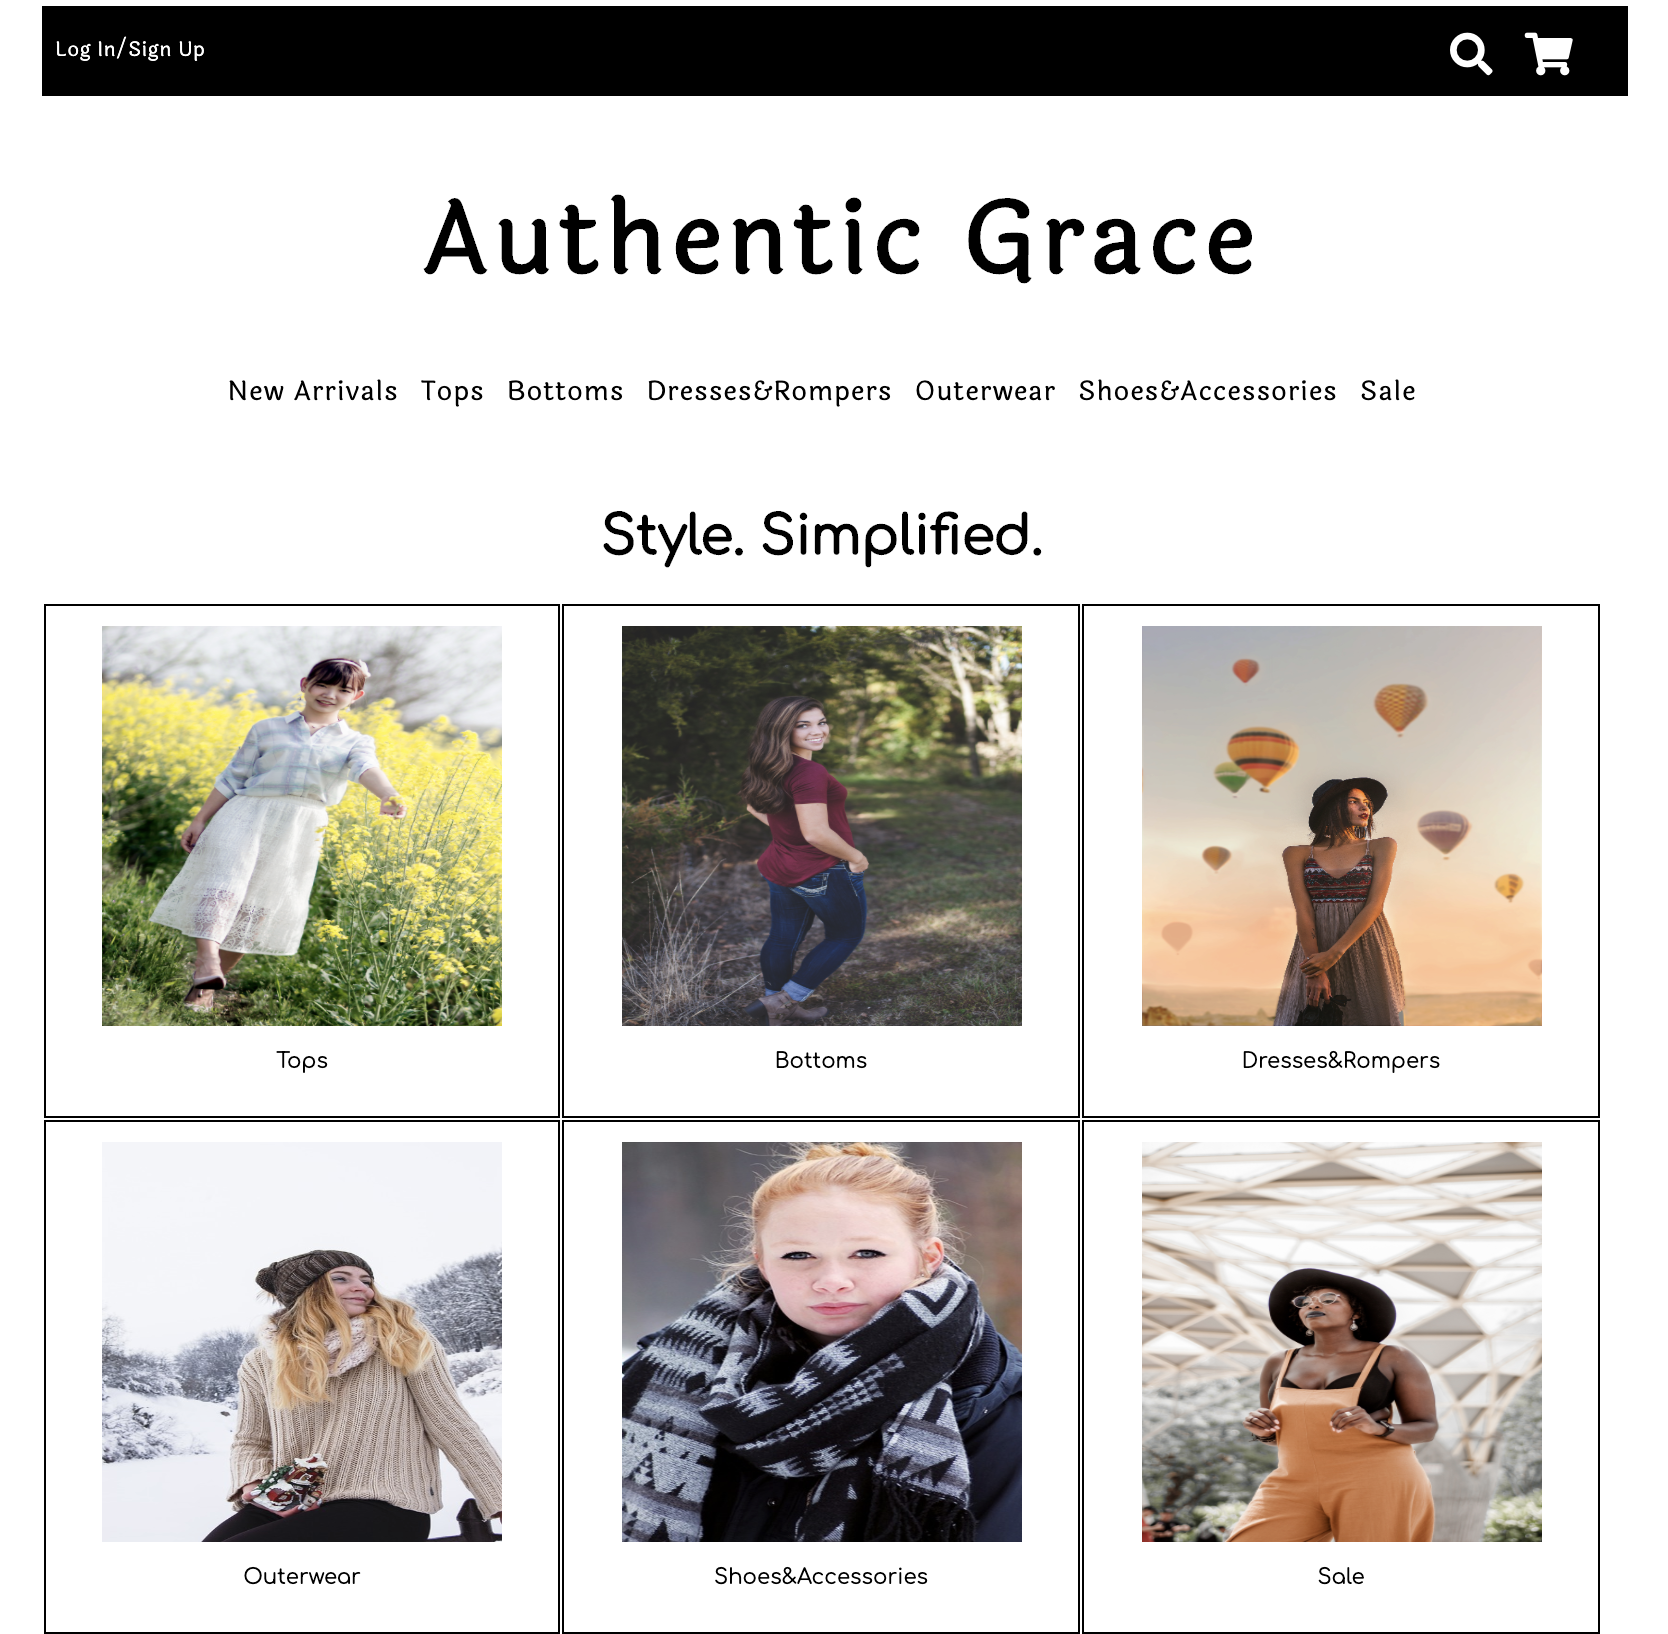 Log In/Sign Up
Authentic Grace
New Arrivals Tops Bottoms Dresses&Rompers Outerwear Shoes&Accessories Sale
Style. Simplified.
Tops
Bottoms
Dresses&Rompers
Outerwear
Shoes&Accessories
Sale